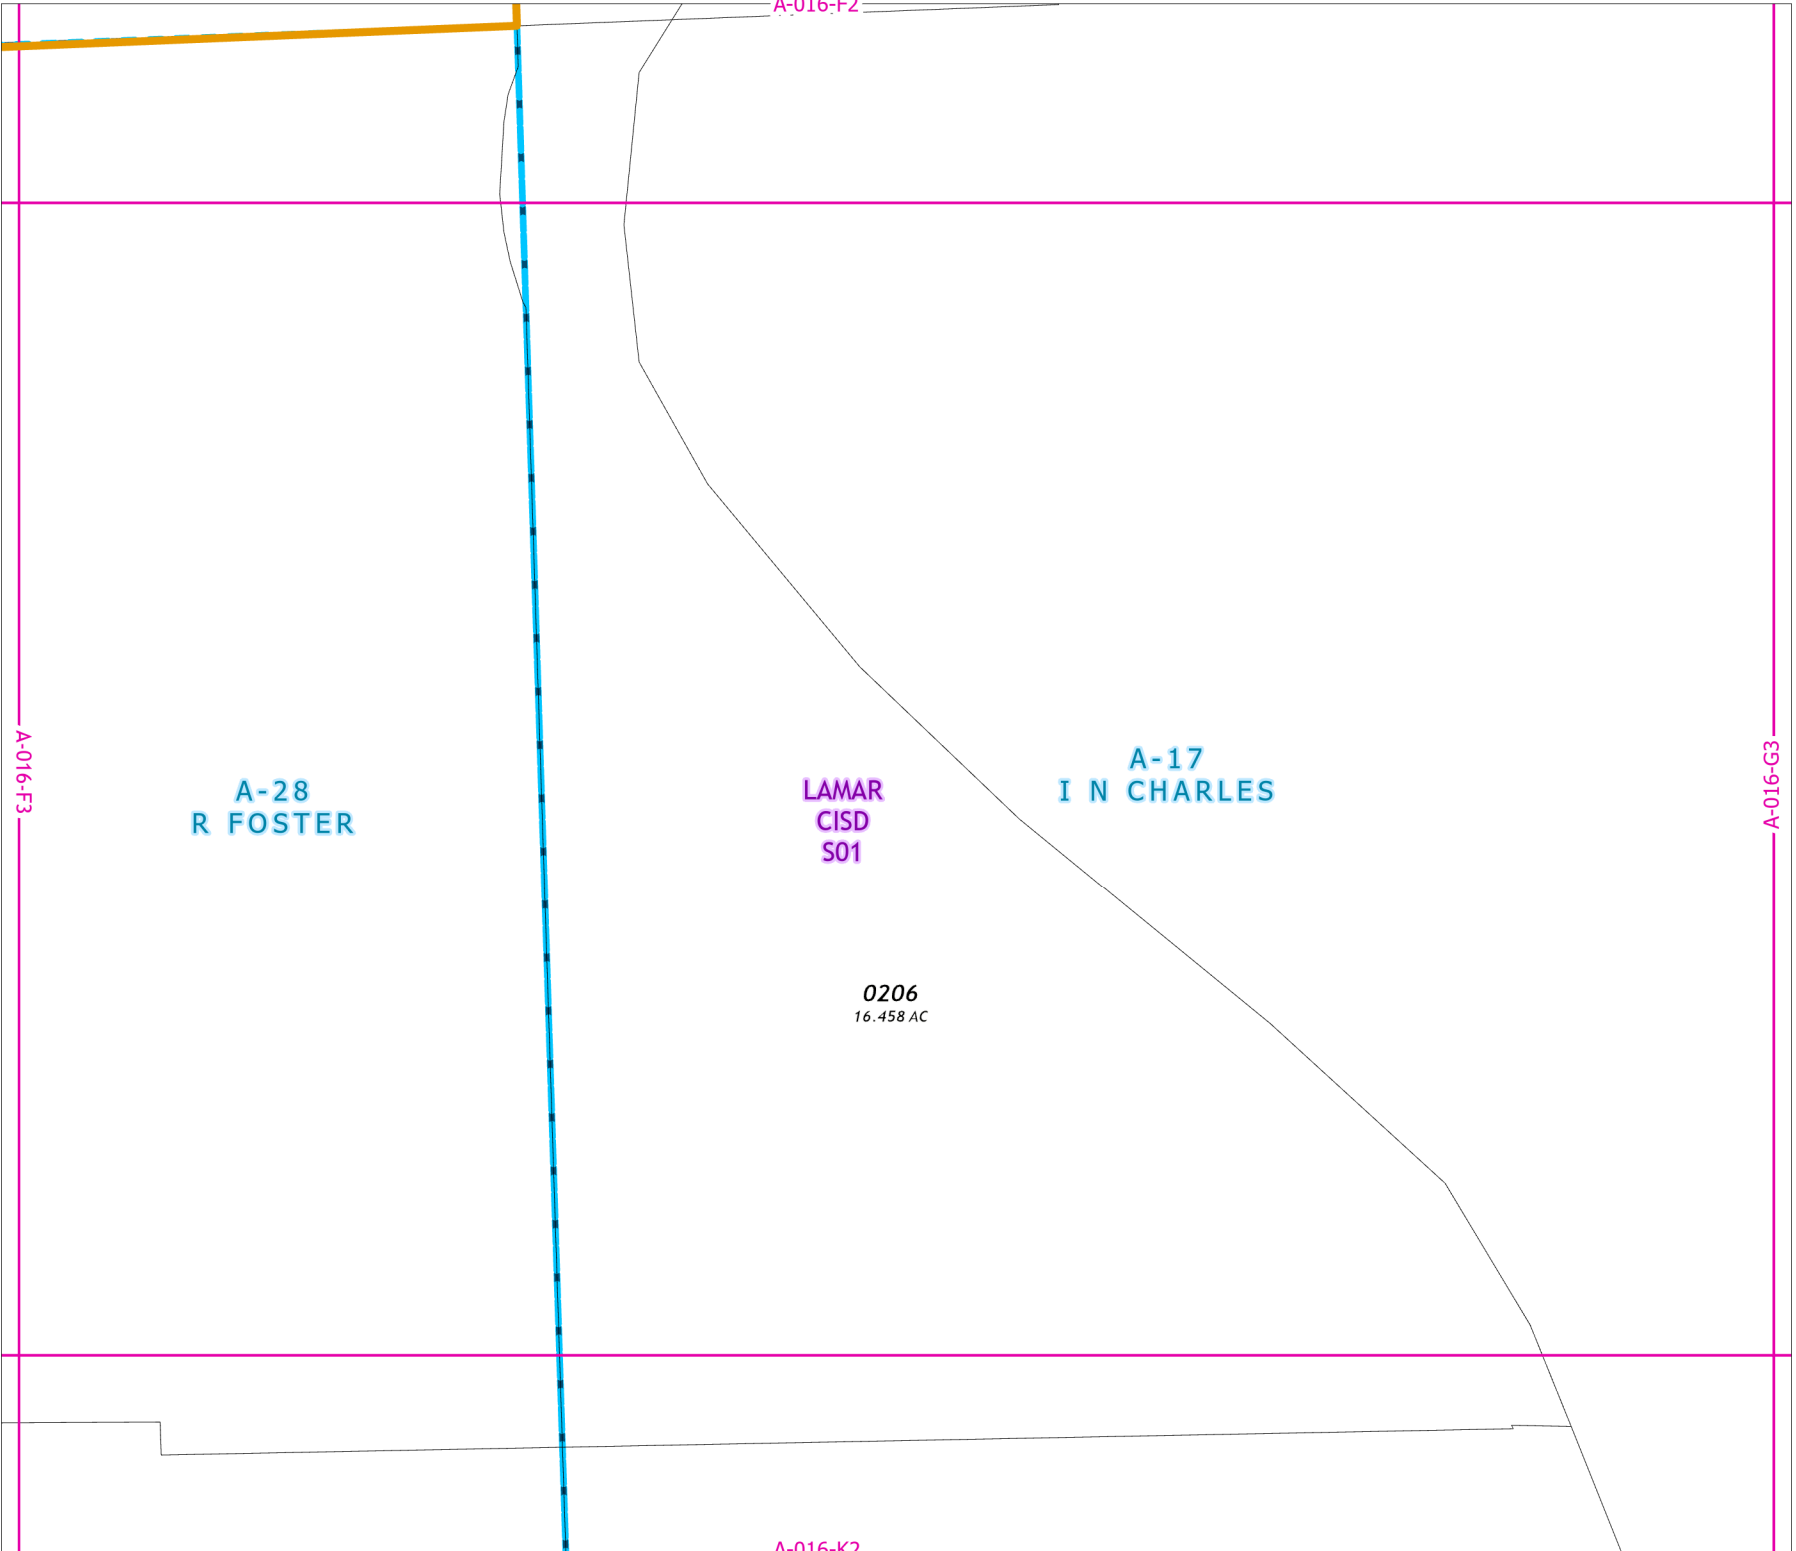 A-016-F2
A-016-F3
A-28
R FOSTER
LAMAR
CISD
S01
A-17
I N CHARLES
A-016-G3
0206
16.458 AC
A-016-K2